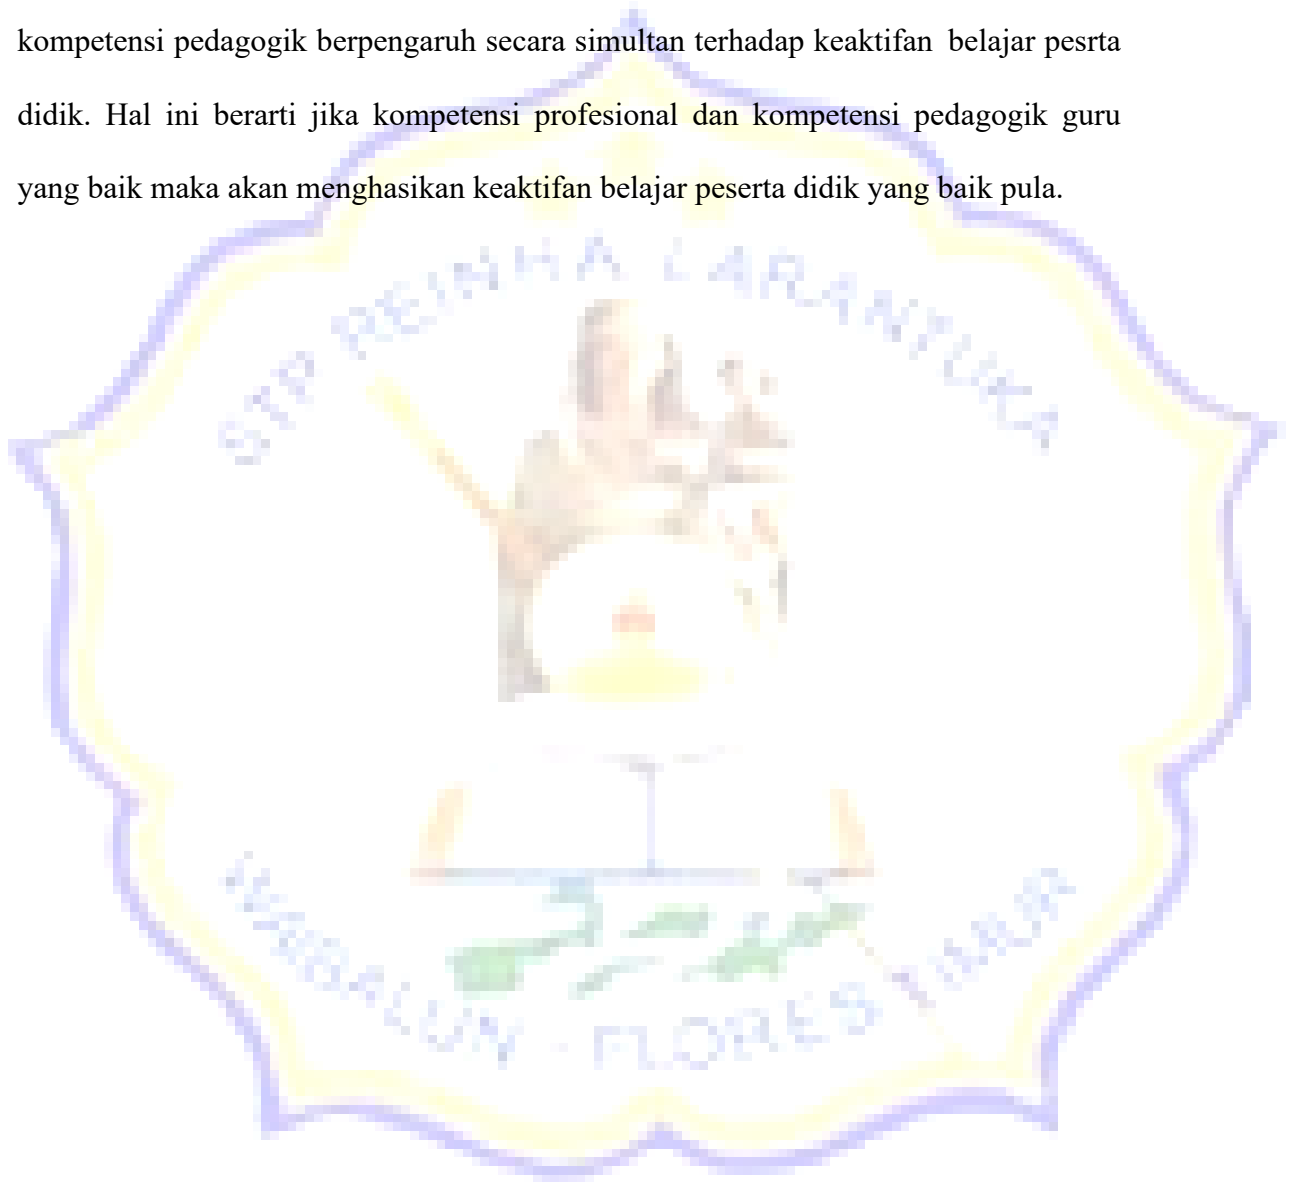 kompetensi pedagogik berpengaruh secara simultan terhadap keaktifan belajar pesrta
didik. Hal ini berarti jika kompetensi profesional dan kompetensi pedagogik guru
yang baik maka akan menghasikan keaktifan belajar peserta didik yang baik pula.
STP REINHA LARANTUKA
WAIBALUN - FLORES TIMUR